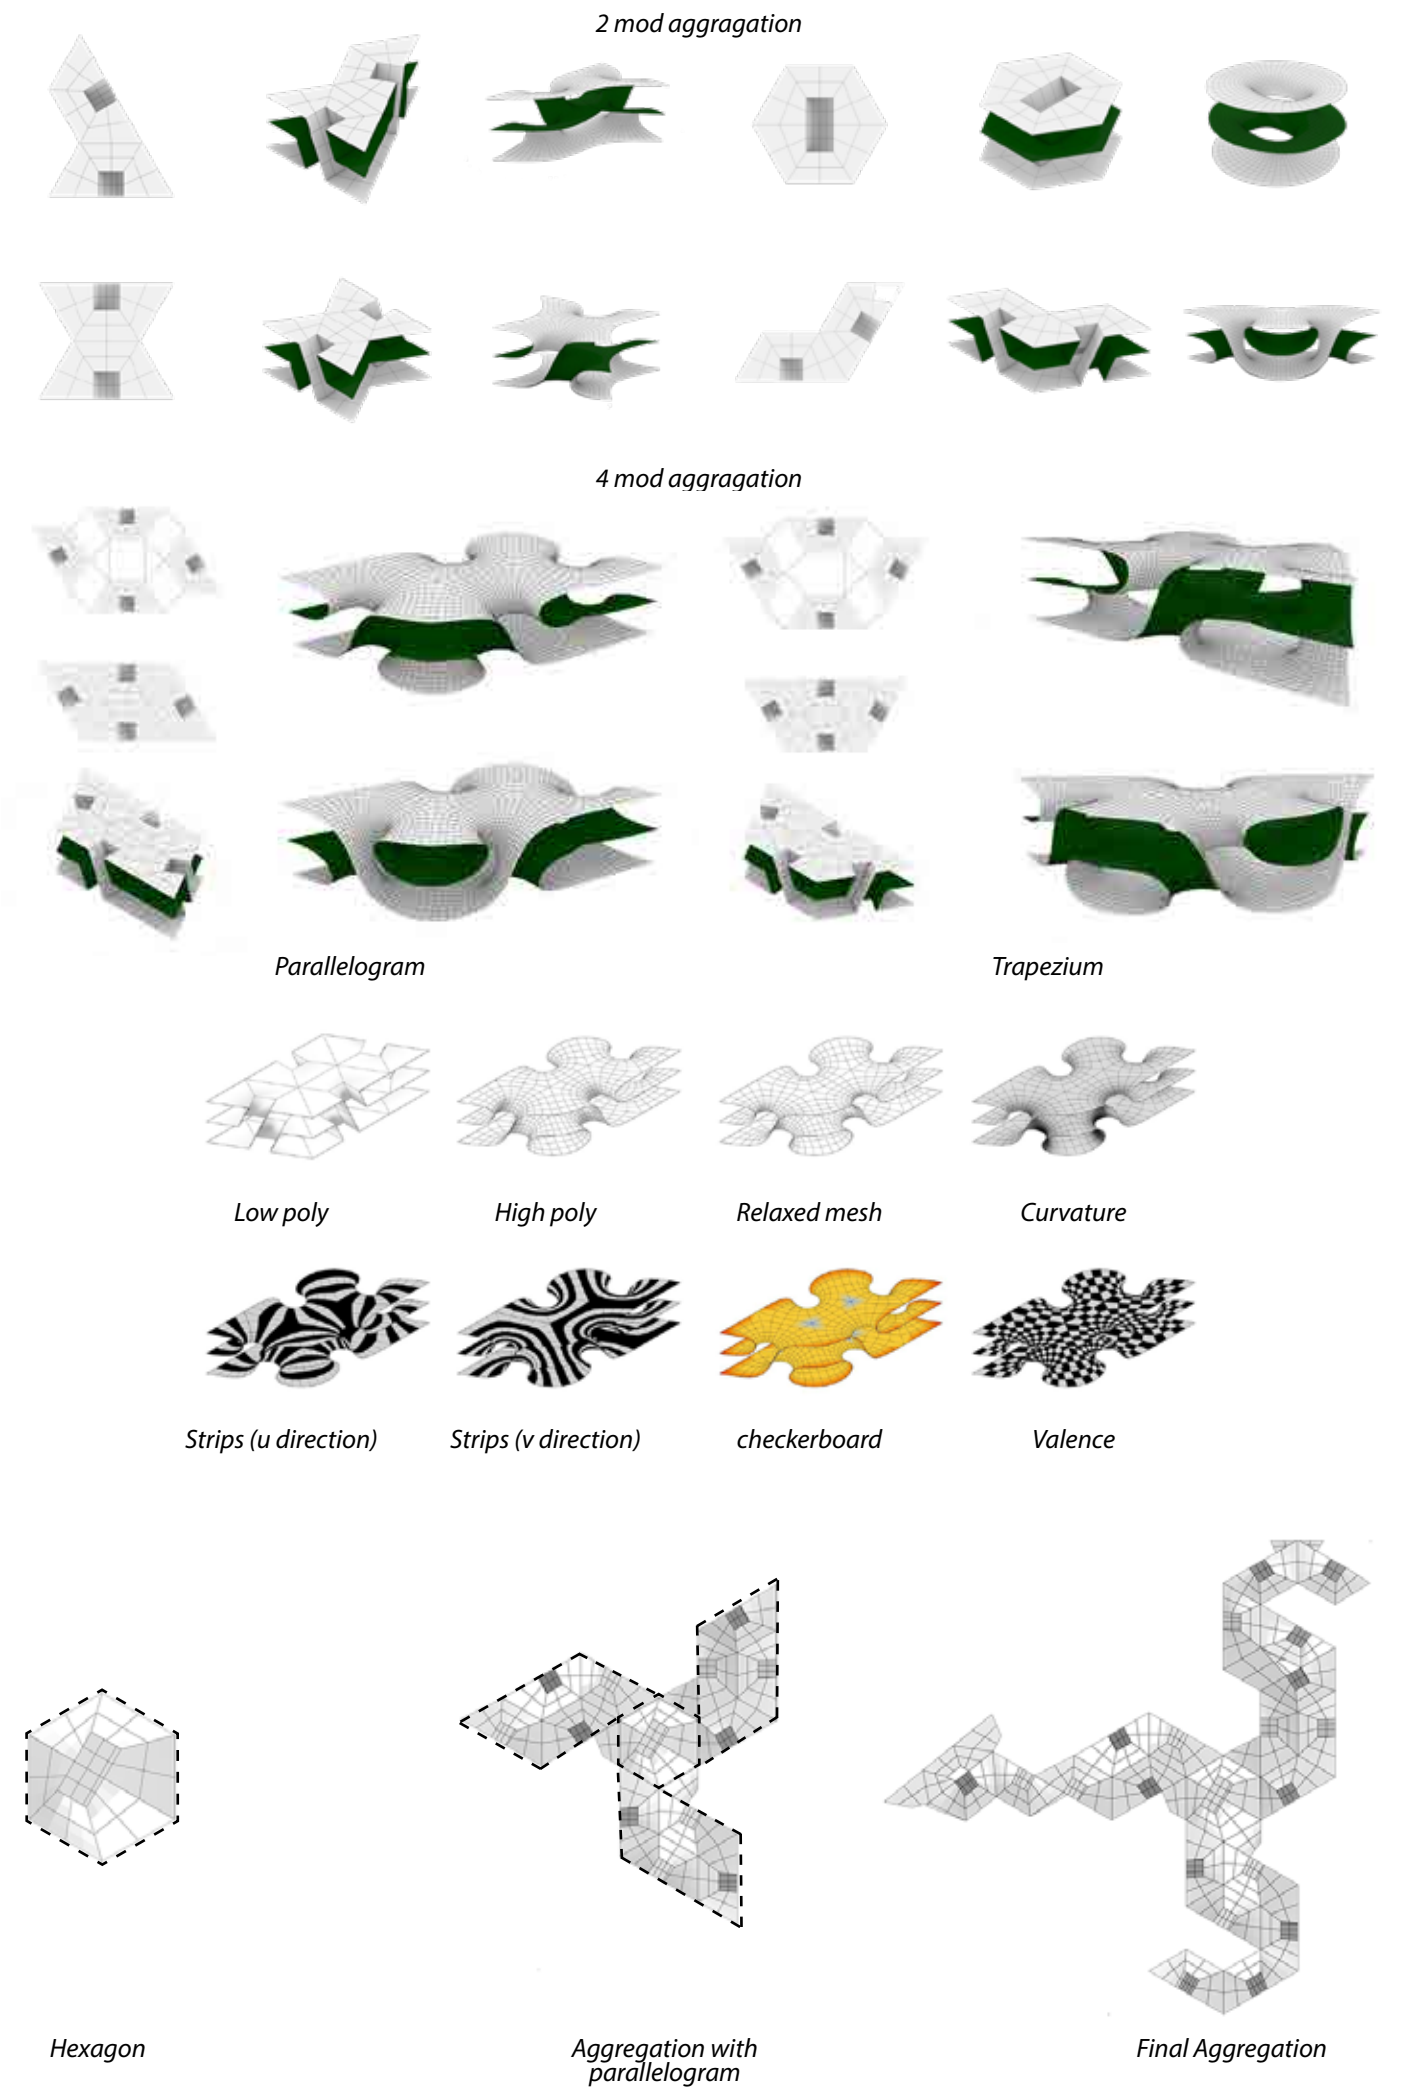 2 mod aggragation
4 mod aggragation
Parallelogram
Trapezium
Low poly
High poly
Relaxed mesh
Curvature
Strips (u direction)
Strips (v direction)
checkerboard
Valence
Hexagon
Aggregation with
parallelogram
Final Aggregation